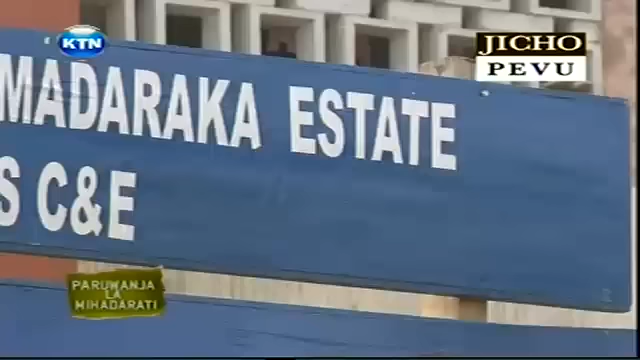 KTN
JICHO
PEVU
MADARAKA ESTATE
S C&E
PARUWANJA
LA
MIHADARATI